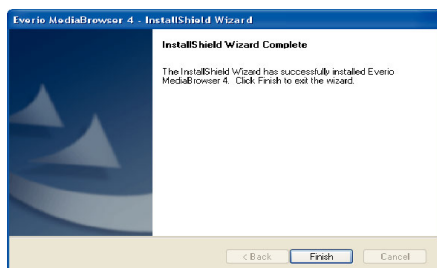 Everio MediaBrowser 4 - InstallShield Wizard
InstallShield Wizard Complete
The InstallShield Wizard has successfully installed Everio
MediaBrowser 4. Click Finish to exit the wizard.
< Back
Finish
Cancel